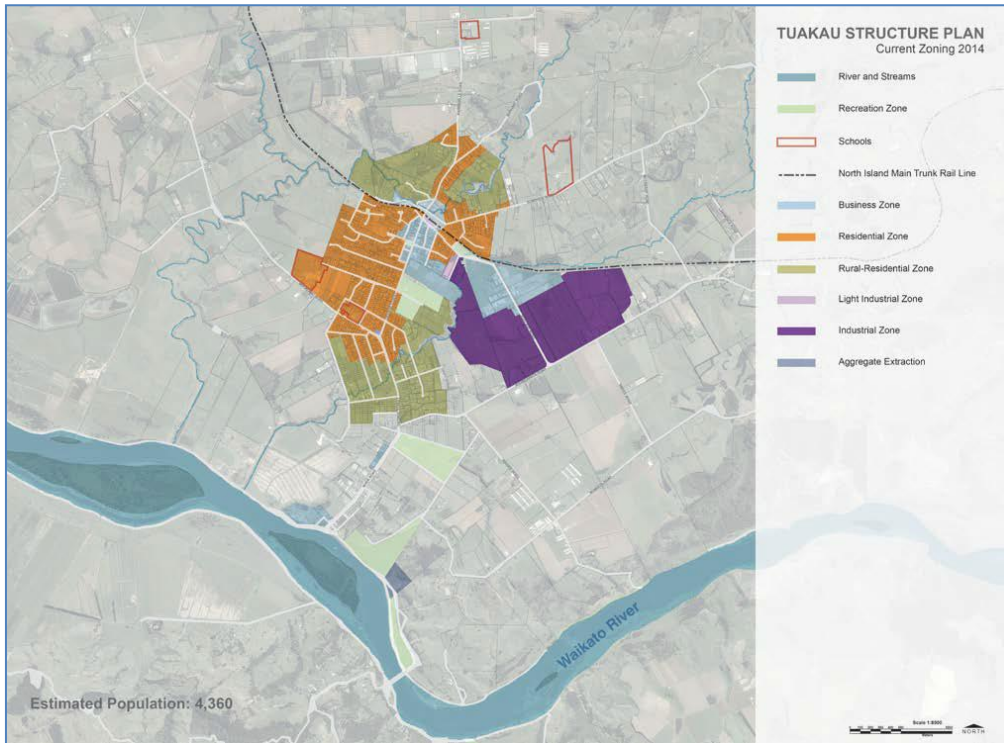 TUAKAU STRUCTURE PLAN
Current Zoning 2014
River and Streams
Recreation Zone
Schools
North Island Main Trunk Rail Line
Business Zone
Residential Zone
Rural-Residential Zone
Light Industrial Zone
Industrial Zone
Aggregate Extraction
Waikato River
Estimated Population: 4,360
NORTH